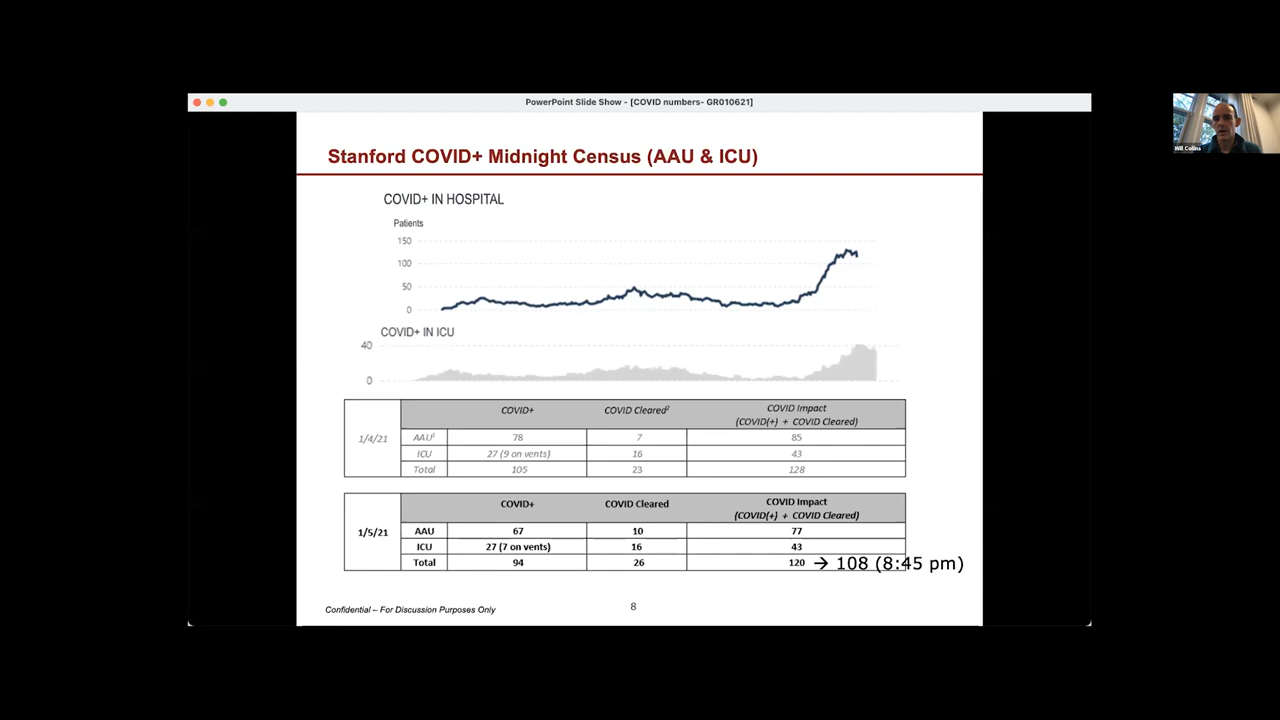 PowerPoint Slide Show - [COVID numbers- GR010621]
Will Colins
Stanford COVID+ Midnight Census (AAU & ICU)
COVID+ IN HOSPITAL
Patients
150
100
50
0
COVID+ IN ICU
40
0
COVID+ COVID Cleared² COVID Impact
(COVID(+) + COVID Cleared)
1/4/21 AAU¹ 78 7 85
ICU 27 (9 on vents) 16 43
Total 105 23 128
COVID+ COVID Cleared COVID Impact
(COVID(+) + COVID Cleared)
1/5/21 AAU 67 10 77
ICU 27 (7 on vents) 16 43
Total 94 26 120 → 108 (8:45 pm)
Confidential – For Discussion Purposes Only
8